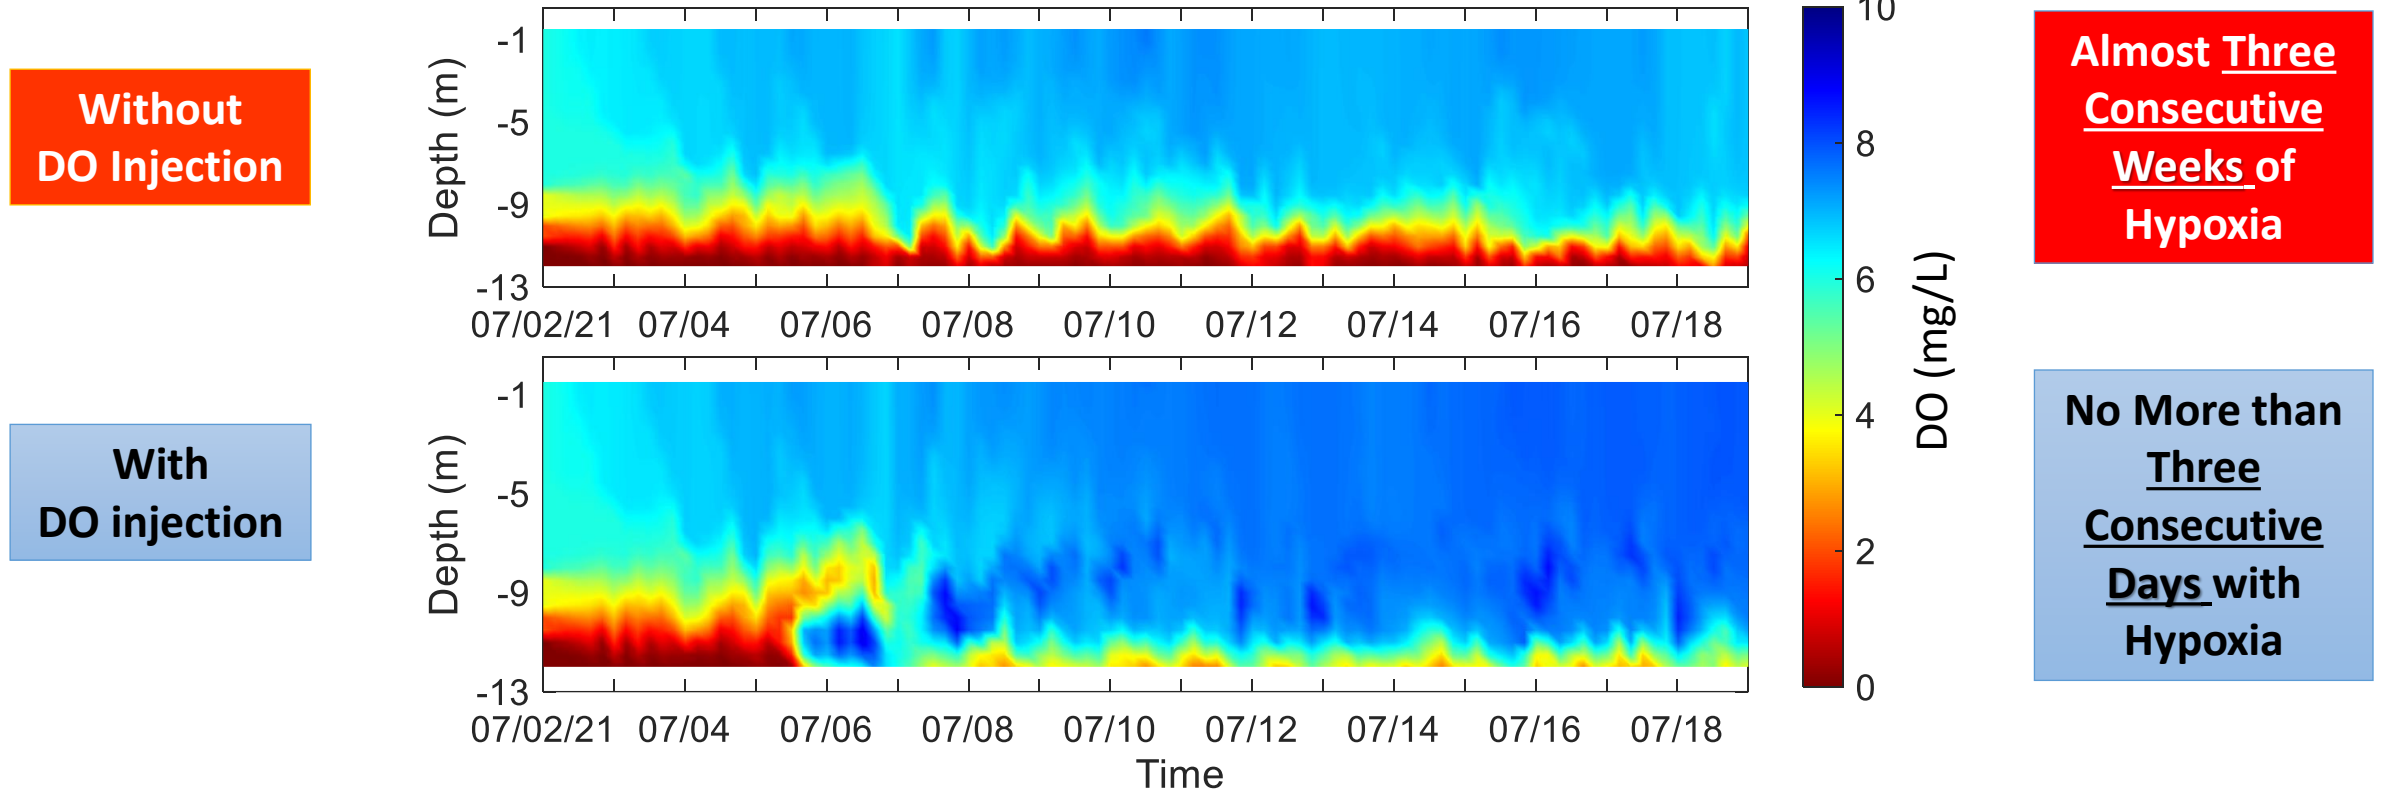 Without
DO Injection
Depth (m)
-1
-5
-9
-13
07/02/21 07/04 07/06 07/08 07/10 07/12 07/14 07/16 07/18
10
8
6
4
2
0
DO (mg/L)
Almost Three
Consecutive
Weeks of
Hypoxia
With
DO injection
Depth (m)
-1
-5
-9
-13
07/02/21 07/04 07/06 07/08 07/10 07/12 07/14 07/16 07/18
Time
No More than
Three
Consecutive
Days with
Hypoxia